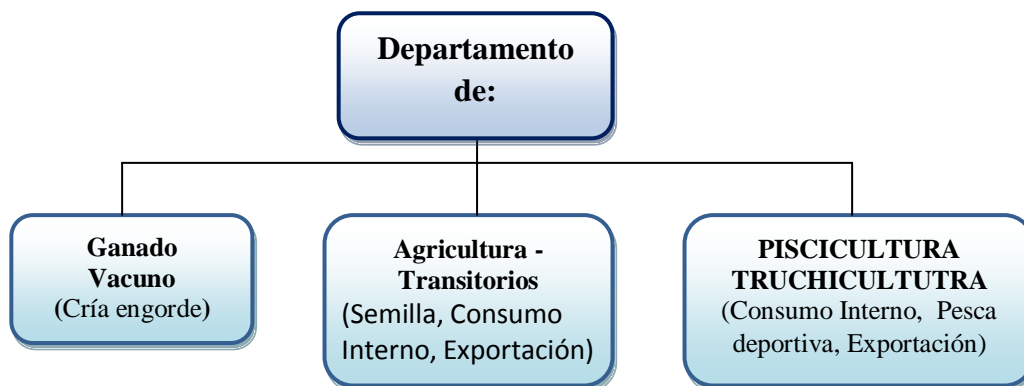 Departamento
de:
Ganado
Vacuno
(Cría engorde)
Agricultura -
Transitorios
(Semilla, Consumo
Interno, Exportación)
PISCICULTURA
TRUCHICULTUTRA
(Consumo Interno, Pesca
deportiva, Exportación)